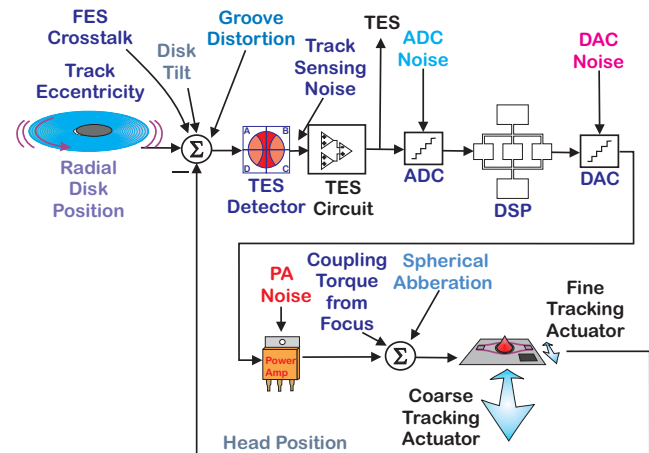 FES
Crosstalk
Disk
Tilt
Groove
Distortion
TES
Track
Sensing
Noise
ADC
Noise
DAC
Noise
Track
Eccentricity
Σ
A
B
D
C
Radial
Disk
Position
TES
Detector
TES
Circuit
ADC
DSP
DAC
PA
Noise
Coupling
Torque
from
Focus
Spherical
Abberation
Fine
Tracking
Actuator
Power
Amp
Σ
Coarse
Tracking
Actuator
Head Position